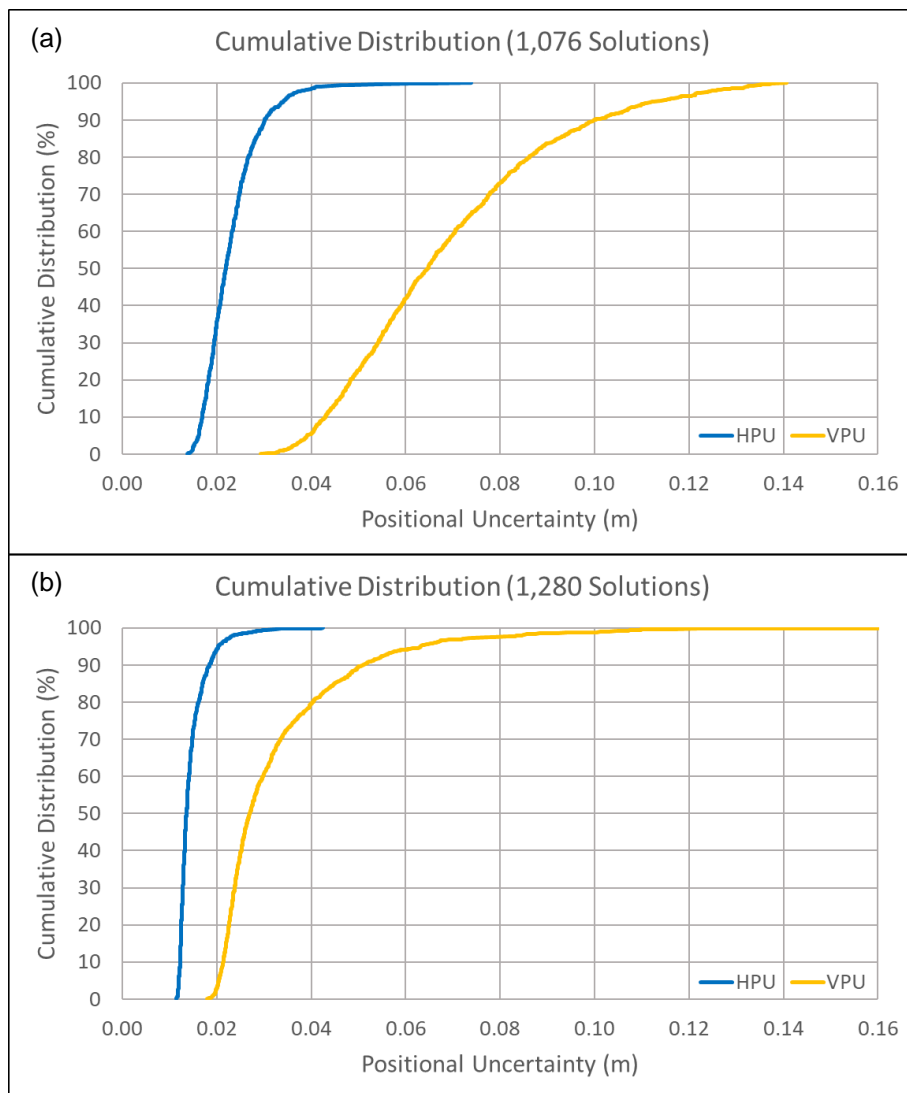 (a)
Cumulative Distribution (1,076 Solutions)
100
90
80
70
60
50
40
30
20
10
0
Cumulative Distribution (%)
HPU VPU
0.00 0.02 0.04 0.06 0.08 0.10 0.12 0.14 0.16
Positional Uncertainty (m)
(b)
Cumulative Distribution (1,280 Solutions)
100
90
80
70
60
50
40
30
20
10
0
Cumulative Distribution (%)
HPU VPU
0.00 0.02 0.04 0.06 0.08 0.10 0.12 0.14 0.16
Positional Uncertainty (m)